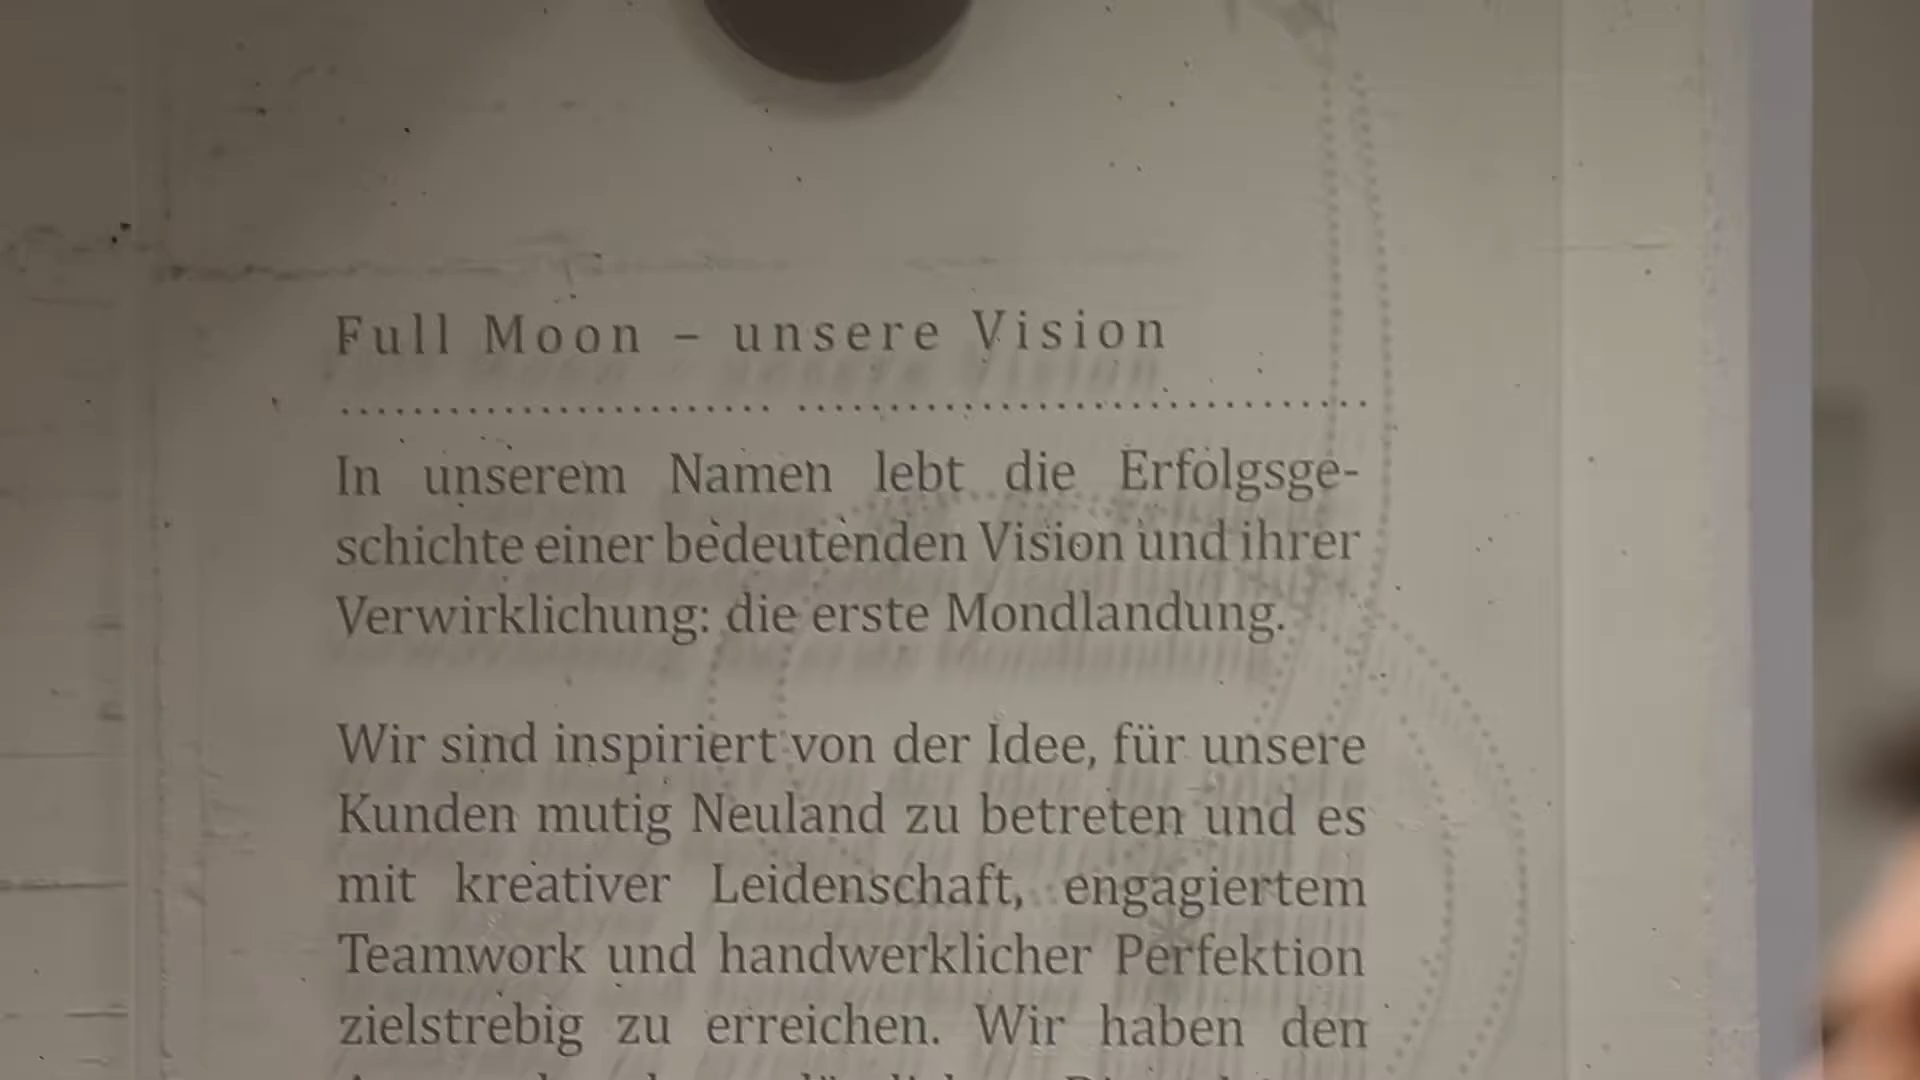 Full Moon – unsere Vision
In unserem Namen lebt die Erfolgsge-
schichte einer bedeutenden Vision und ihrer
Verwirklichung: die erste Mondlandung.
Wir sind inspiriert von der Idee, für unsere
Kunden mutig Neuland zu betreten und es
mit kreativer Leidenschaft, engagiertem
Teamwork und handwerklicher Perfektion
zielstrebig zu erreichen. Wir haben den